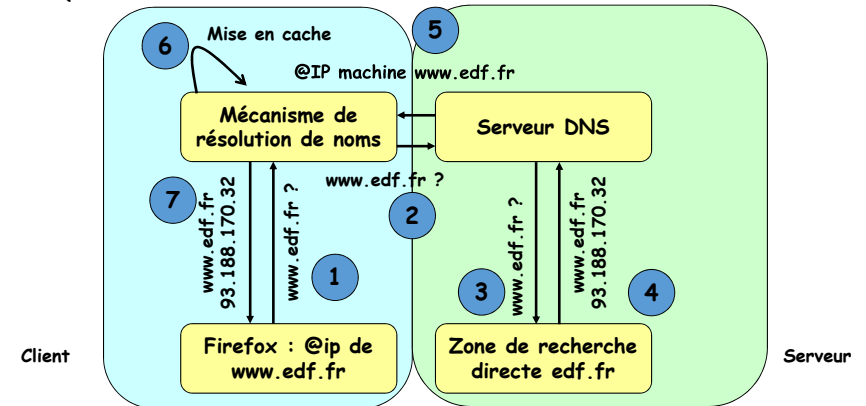 6
Mise en cache
5
@IP machine www.edf.fr
Mécanisme de
résolution de noms
Serveur DNS
www.edf.fr ?
7
www.edf.fr
93.188.170.32
www.edf.fr ?
2
1
www.edf.fr ?
www.edf.fr
93.188.170.32
3
4
Client
Firefox : @ip de
www.edf.fr
Zone de recherche
directe edf.fr
Serveur